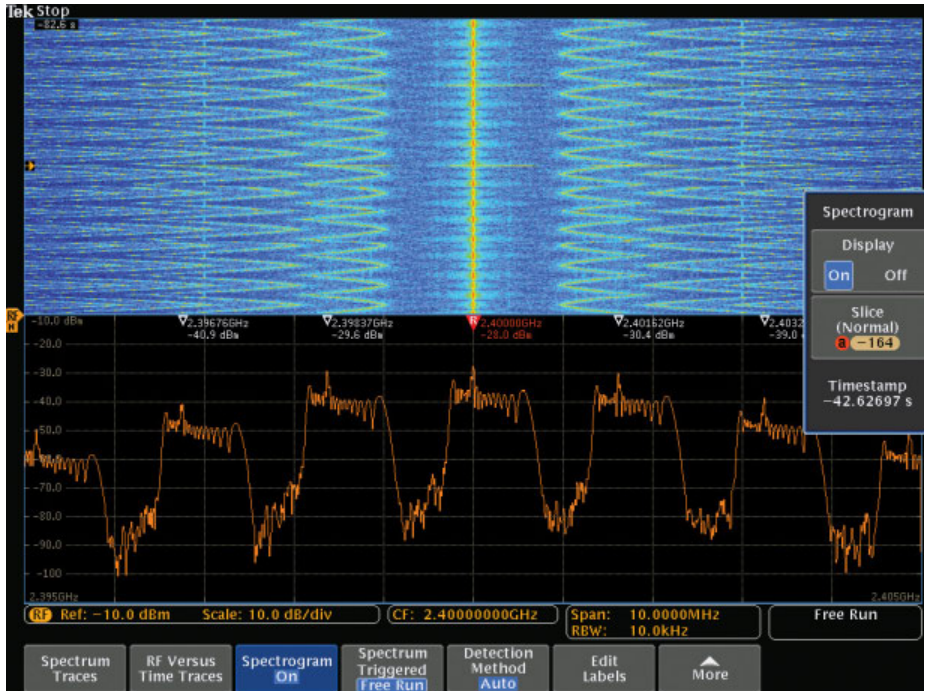 Tek Stop
-82.6 s
Spectrogram
Display
On Off
Slice
(Normal)
a -164
Timestamp
-42.62697 s
RF
H
-10.0 dBm
2.39676GHz
-40.9 dBm
2.39837GHz
-29.6 dBm
R
2.40000GHz
-28.0 dBm
2.40162GHz
-30.4 dBm
2.4032
-39.0
-20.0
-30.0
-40.0
-50.0
-60.0
-70.0
-80.0
-90.0
-100
2.395GHz
2.405GHz
RF Ref: -10.0 dBm Scale: 10.0 dB/div
CF: 2.40000000GHz
Span: 10.0000MHz
RBW: 10.0kHz
Free Run
Spectrum
Traces
RF Versus
Time Traces
Spectrogram
On
Spectrum
Triggered
Free Run
Detection
Method
Auto
Edit
Labels
More